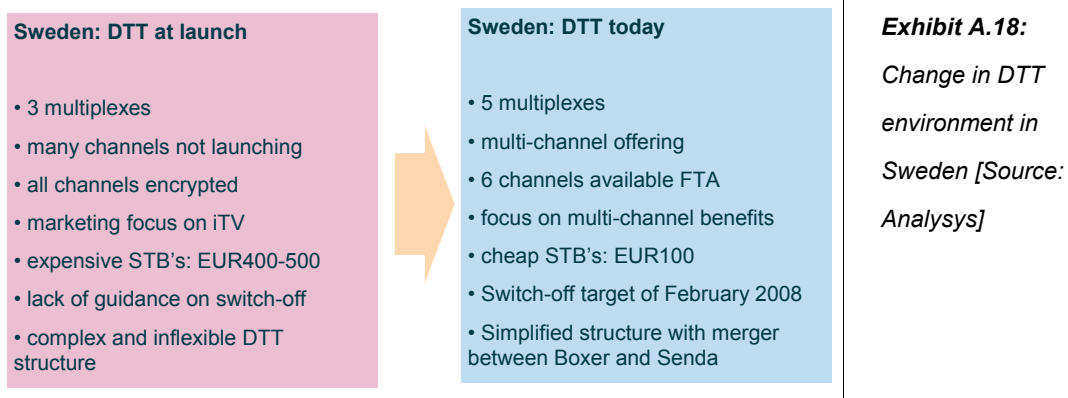 Sweden: DTT at launch
• 3 multiplexes
• many channels not launching
• all channels encrypted
• marketing focus on iTV
• expensive STB's: EUR400-500
• lack of guidance on switch-off
• complex and inflexible DTT
structure
Sweden: DTT today
• 5 multiplexes
• multi-channel offering
• 6 channels available FTA
• focus on multi-channel benefits
• cheap STB's: EUR100
• Switch-off target of February 2008
• Simplified structure with merger
between Boxer and Senda
Exhibit A.18:
Change in DTT
environment in
Sweden [Source:
Analysys]